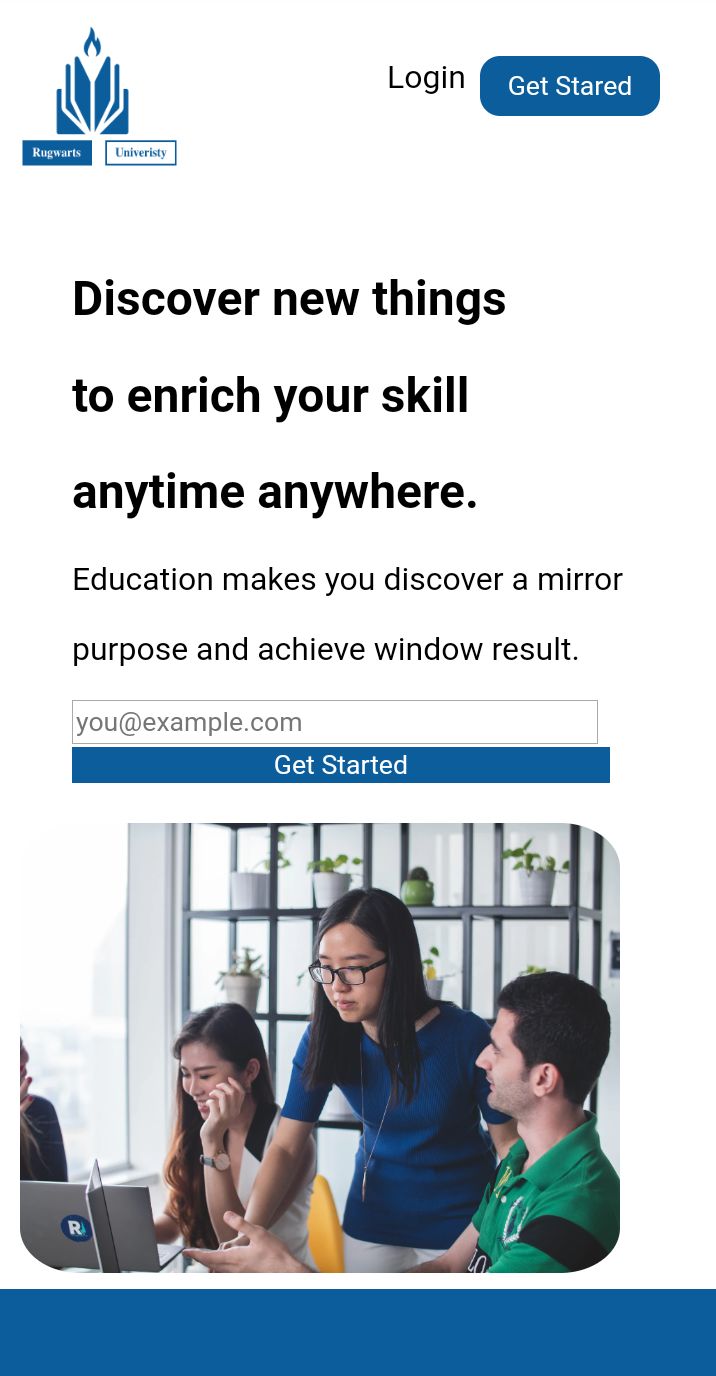 Login
Get Stared
Rugwarts
Univeristy
Discover new things
to enrich your skill
anytime anywhere.
Education makes you discover a mirror
purpose and achieve window result.
you@example.com
Get Started
R